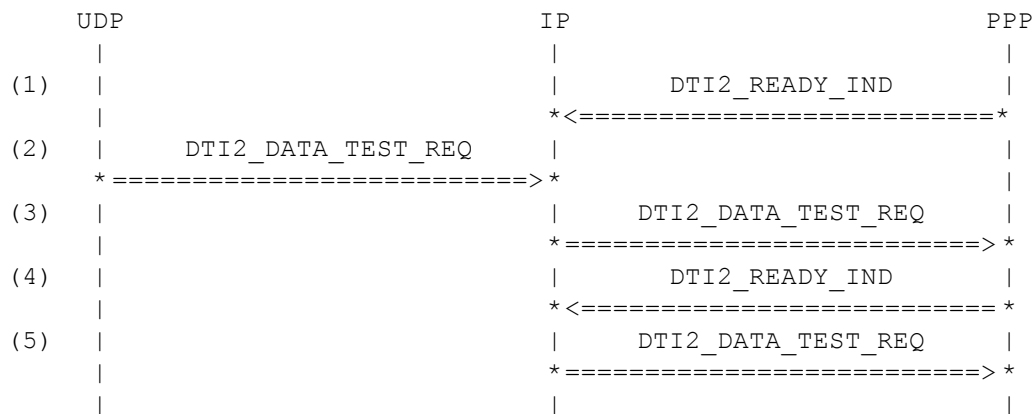 UDP IP PPP
| | |
(1) | | DTI2_READY_IND |
| *<==========================*
(2) | DTI2_DATA_TEST_REQ | |
*==========================>* |
(3) | | DTI2_DATA_TEST_REQ |
| *==========================>*
(4) | | DTI2_READY_IND |
| *<==========================*
(5) | | DTI2_DATA_TEST_REQ |
| *==========================>*
| | |